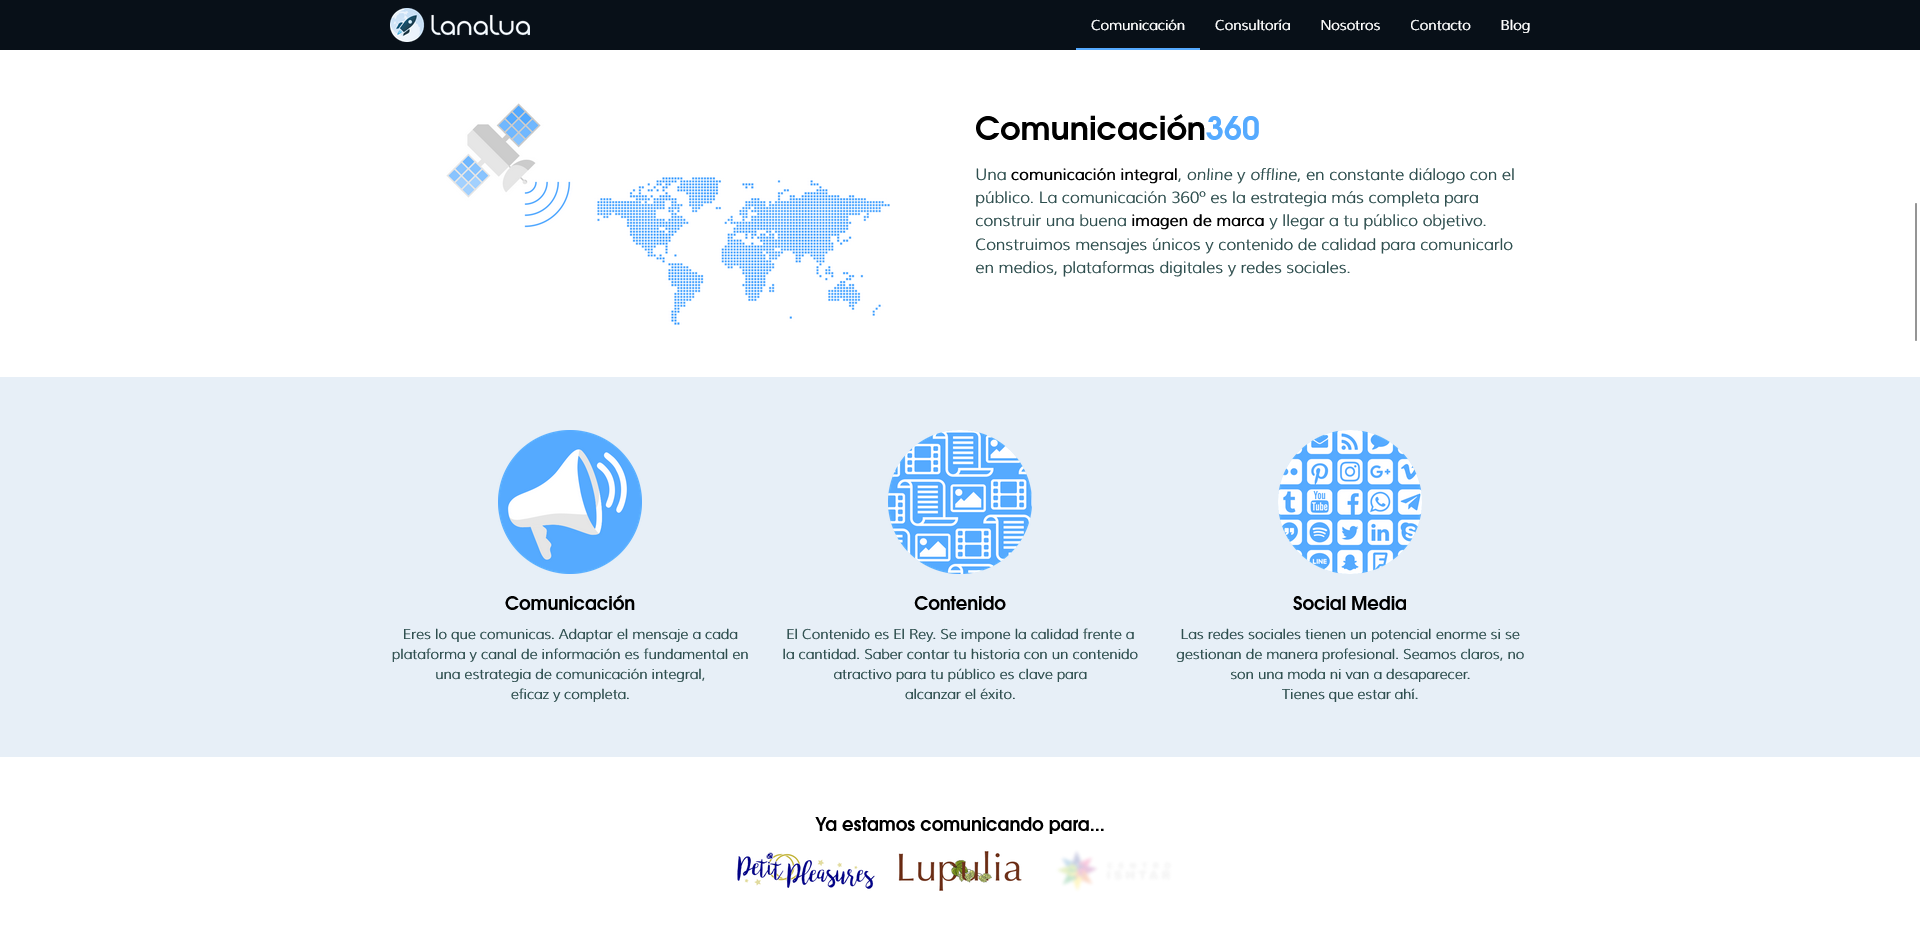 Lanalua
Comunicación Consultoría Nosotros Contacto Blog
Comunicación360
Una comunicación integral, online y offline, en constante diálogo con el
público. La comunicación 360º es la estrategia más completa para
construir una buena imagen de marca y llegar a tu público objetivo.
Construimos mensajes únicos y contenido de calidad para comunicarlo
en medios, plataformas digitales y redes sociales.
You
Tube
LINE
Comunicación
Eres lo que comunicas. Adaptar el mensaje a cada
plataforma y canal de información es fundamental en
una estrategia de comunicación integral,
eficaz y completa.
Contenido
El Contenido es El Rey. Se impone la calidad frente a
la cantidad. Saber contar tu historia con un contenido
atractivo para tu público es clave para
alcanzar el éxito.
Social Media
Las redes sociales tienen un potencial enorme si se
gestionan de manera profesional. Seamos claros, no
son una moda ni van a desaparecer.
Tienes que estar ahí.
Ya estamos comunicando para...
Petit Pleasures
Lupulia